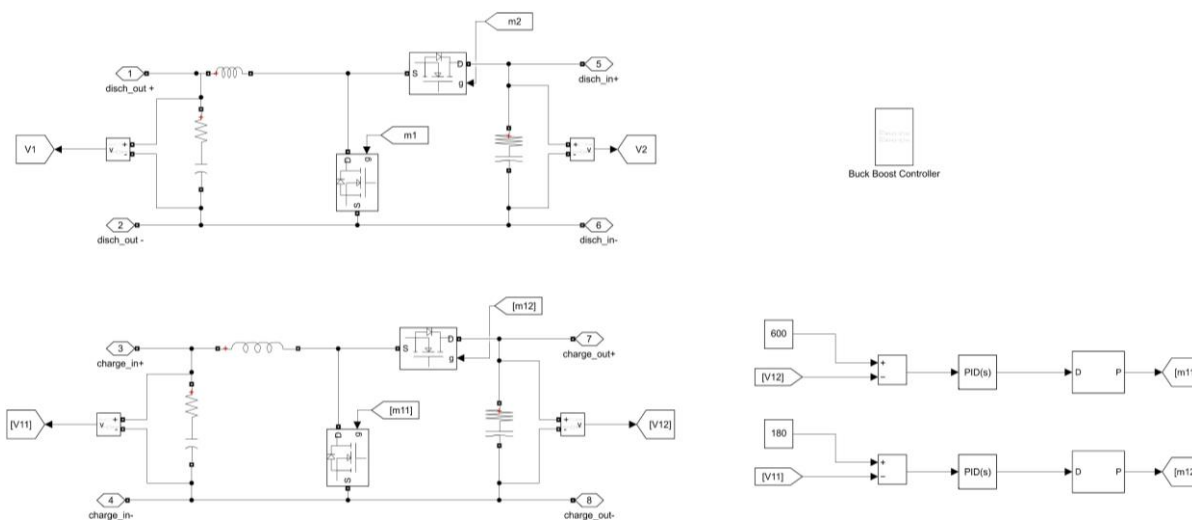 m2
1
disch_out +
S
D
g
5
disch_in+
V1
v
+
-
m1
D
g
S
+
-
v
V2
Buck Boost Controller
2
disch_out -
6
disch_in-
[m12]
3
charge_in+
S
D
g
7
charge_out+
600
+
-
[V12]
PID(s)
D
P
[m11
[V11]
v
+
-
[m11]
D
g
S
+
-
v
[V12]
180
+
-
[V11]
PID(s)
D
P
[m12
4
charge_in-
8
charge_out-